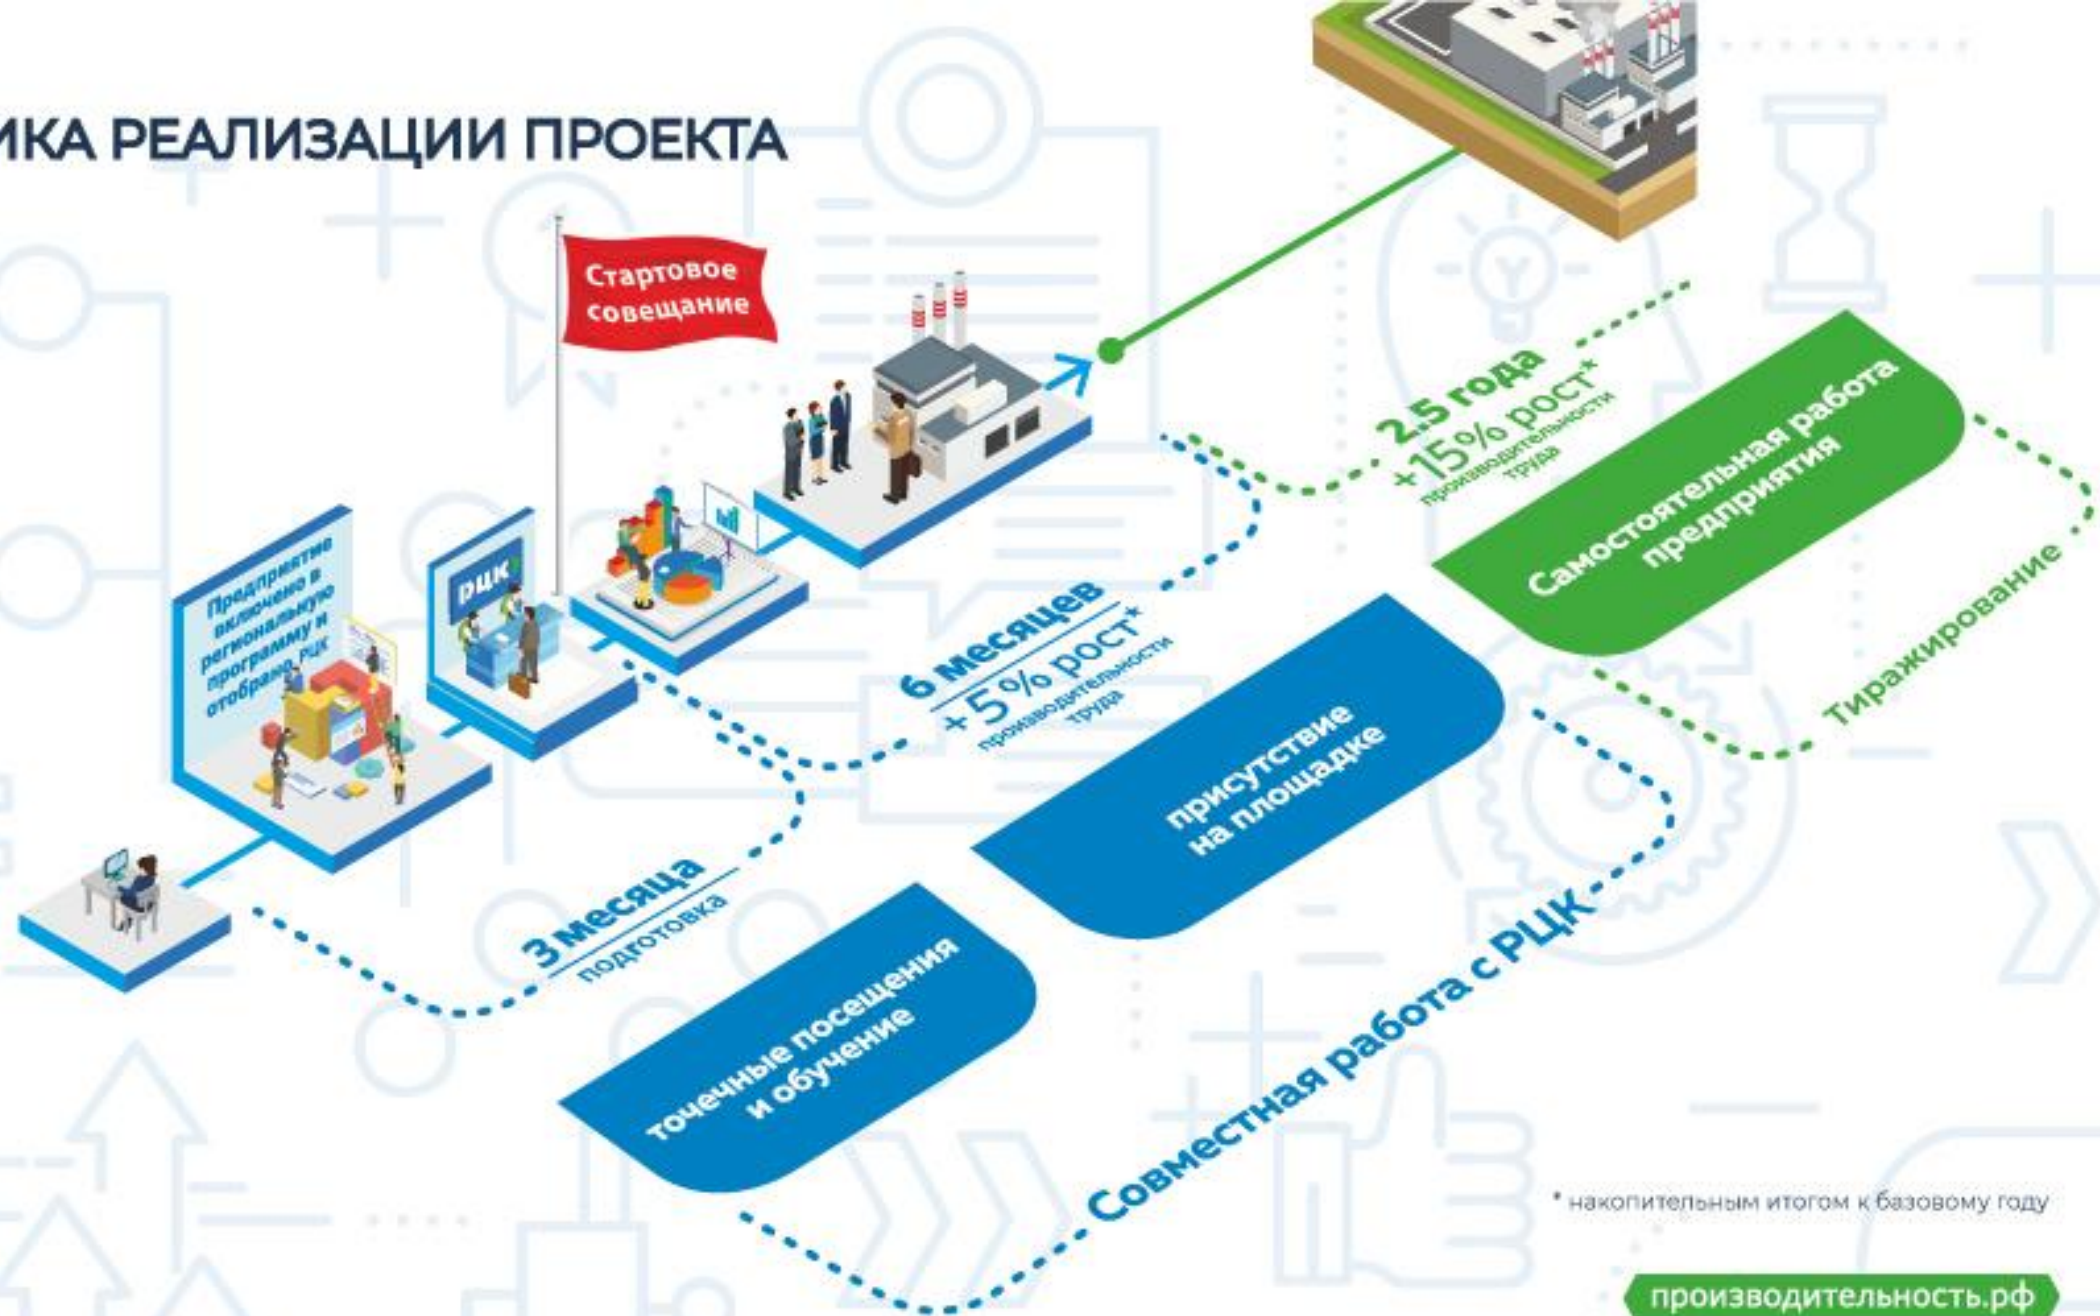 ИКА РЕАЛИЗАЦИИ ПРОЕКТА
Стартовое
совещание
Предприятие
включено в
региональную
программу и
отобрано РЦК
РЦК
2.5 года
+15% рост*
производительности
труда
Самостоятельная работа
предприятия
Тиражирование
6 месяцев
+5% рост*
производительности
труда
присутствие
на площадке
3 месяца
подготовка
точечные посещения
и обучение
Совместная работа с РЦК
* накопительным итогом к базовому году
производительность.рф